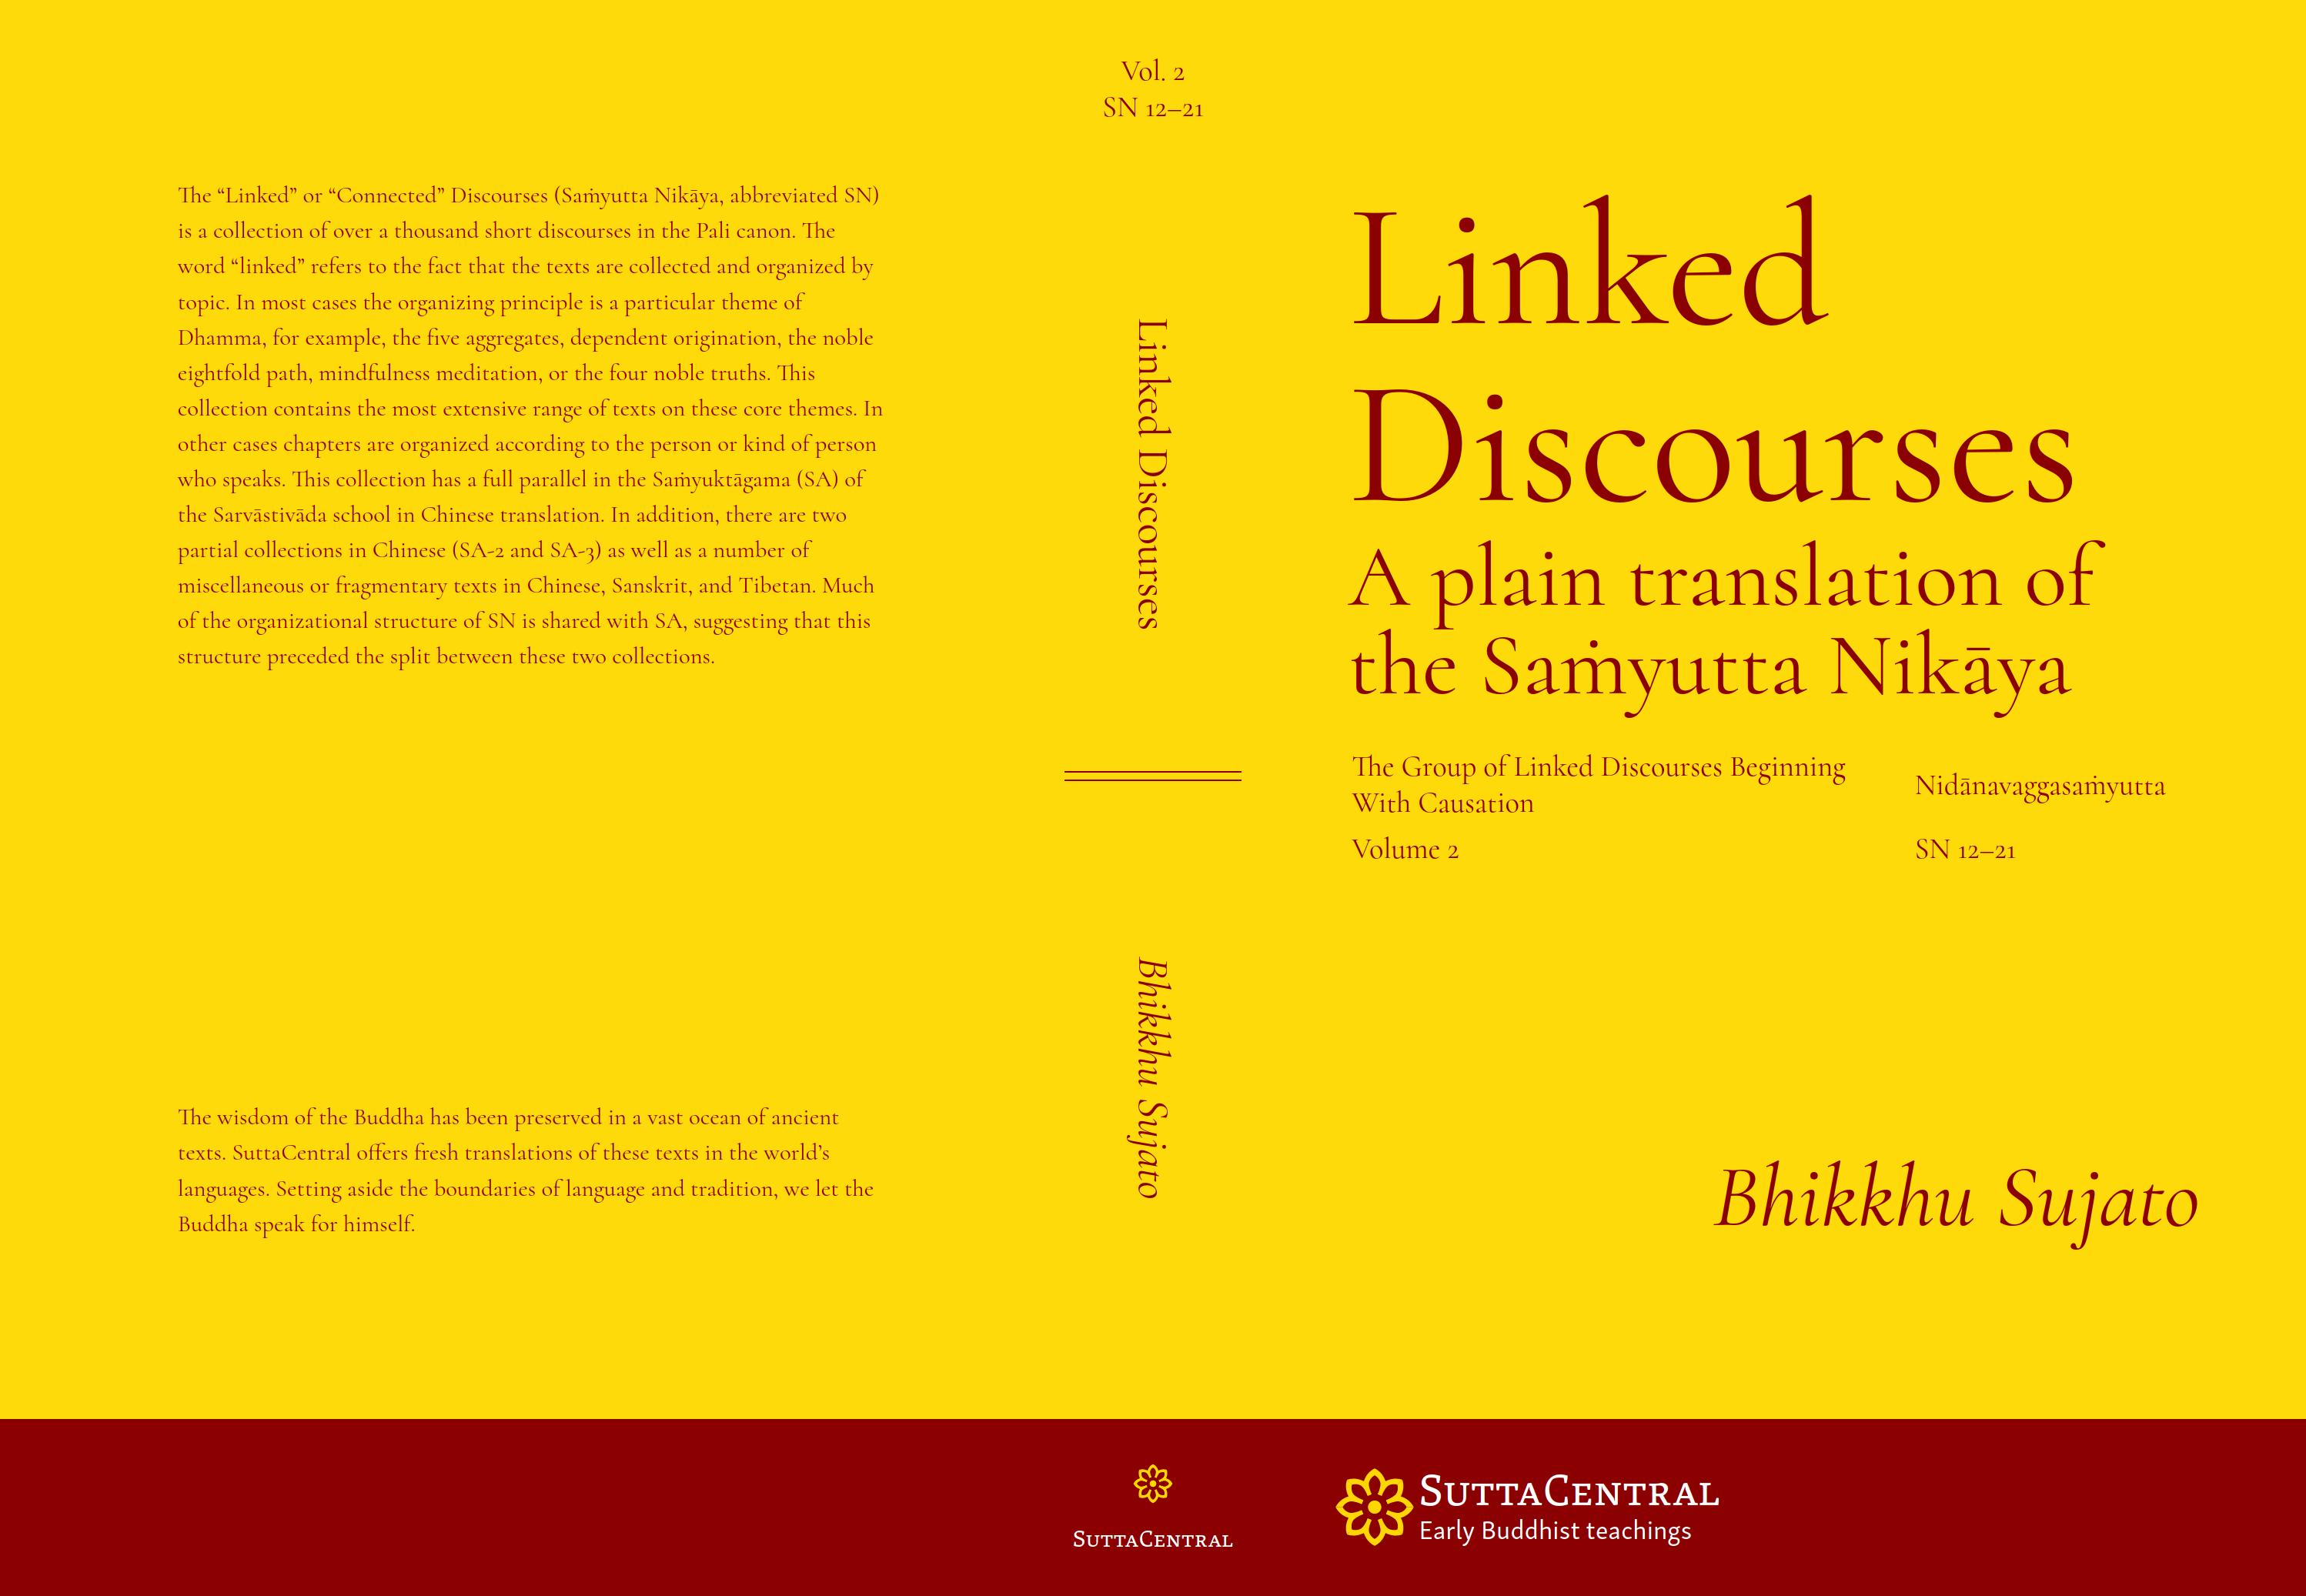 The “Linked” or “Connected” Discourses (Saṁyutta Nikāya, abbreviated SN)
is a collection of over a thousand short discourses in the Pali canon. The
word “linked” refers to the fact that the texts are collected and organized by
topic. In most cases the organizing principle is a particular theme of
Dhamma, for example, the five aggregates, dependent origination, the noble
eightfold path, mindfulness meditation, or the four noble truths. This
collection contains the most extensive range of texts on these core themes. In
other cases chapters are organized according to the person or kind of person
who speaks. This collection has a full parallel in the Saṁyuktāgama (SA) of
the Sarvāstivāda school in Chinese translation. In addition, there are two
partial collections in Chinese (SA-2 and SA-3) as well as a number of
miscellaneous or fragmentary texts in Chinese, Sanskrit, and Tibetan. Much
of the organizational structure of SN is shared with SA, suggesting that this
structure preceded the split between these two collections.
The wisdom of the Buddha has been preserved in a vast ocean of ancient
texts. SuttaCentral offers fresh translations of these texts in the world’s
languages. Setting aside the boundaries of language and tradition, we let the
Buddha speak for himself.
Vol. 2
SN 12–21
Linked Discourses
Bhikkhu Sujato
SuttaCentral
Linked
Discourses
A plain translation of
the Saṁyutta Nikāya
The Group of Linked Discourses Beginning
With Causation
Nidānavaggasaṁyutta
Volume 2
SN 12–21
Bhikkhu Sujato
SuttaCentral
Early Buddhist teachings